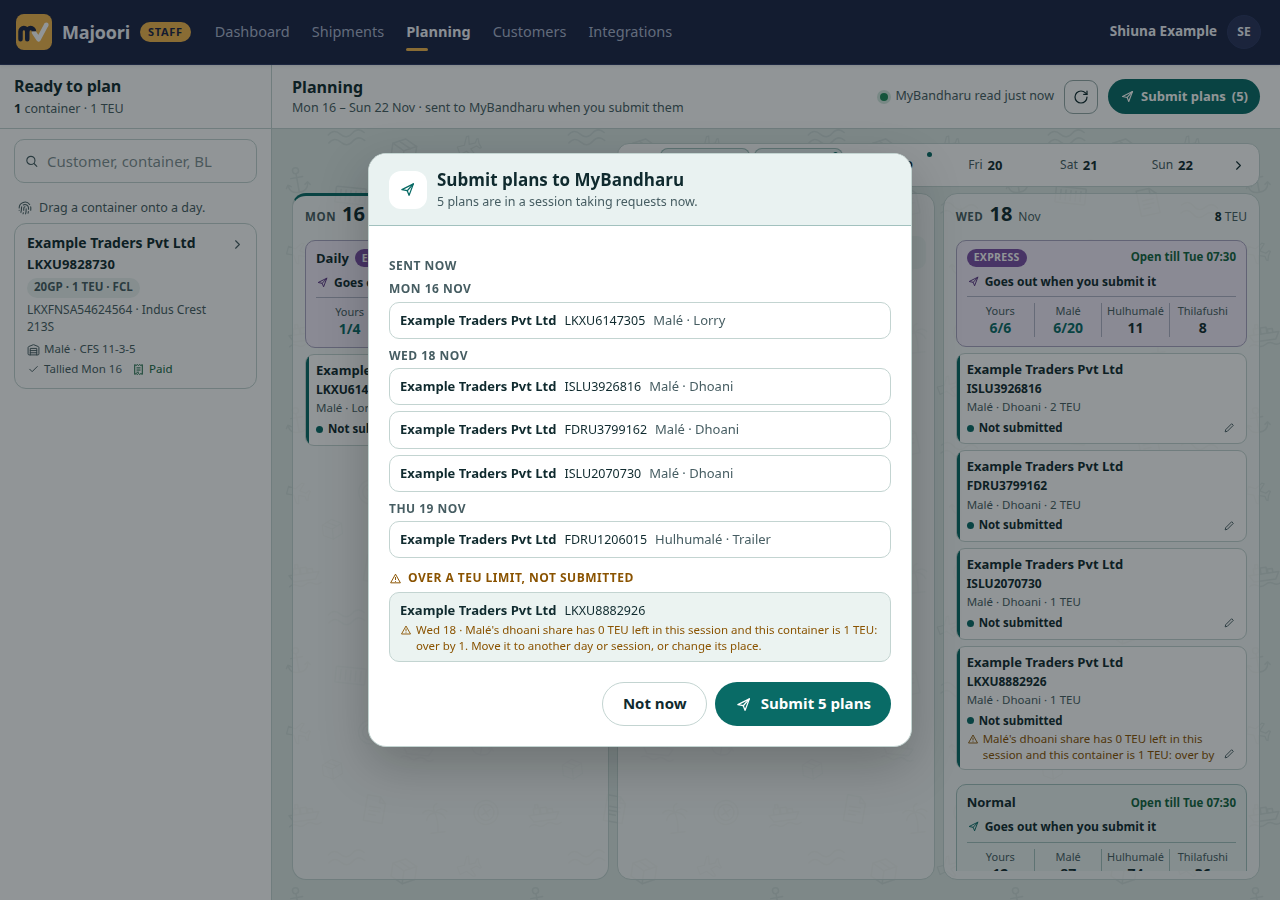 Majoori STAFF Dashboard Shipments Planning Customers Integrations Shiuna Example SE
Ready to plan
1 container · 1 TEU
Planning
Mon 16 – Sun 22 Nov · sent to MyBandharu when you submit them
MyBandharu read just now
Submit plans (5)
Customer, container, BL
Drag a container onto a day.
Example Traders Pvt Ltd
LKXU9828730
20GP · 1 TEU · FCL
LKXFNSA54624564 · Indus Crest
213S
Malé · CFS 11-3-5
Tallied Mon 16 Paid
Fri 20 Sat 21 Sun 22
MON 16
Daily
Goes
Yours
1/4
Example
LKXU614
Malé · Lor
Not sub
Submit plans to MyBandharu
5 plans are in a session taking requests now.
SENT NOW
MON 16 NOV
Example Traders Pvt Ltd LKXU6147305 Malé · Lorry
WED 18 NOV
Example Traders Pvt Ltd ISLU3926816 Malé · Dhoani
Example Traders Pvt Ltd FDRU3799162 Malé · Dhoani
Example Traders Pvt Ltd ISLU2070730 Malé · Dhoani
THU 19 NOV
Example Traders Pvt Ltd FDRU1206015 Hulhumalé · Trailer
OVER A TEU LIMIT, NOT SUBMITTED
Example Traders Pvt Ltd LKXU8882926
Wed 18 · Malé's dhoani share has 0 TEU left in this session and this container is 1 TEU:
over by 1. Move it to another day or session, or change its place.
Not now
Submit 5 plans
WED 18 Nov 8 TEU
EXPRESS Open till Tue 07:30
Goes out when you submit it
Yours Malé Hulhumalé Thilafushi
6/6 6/20 11 8
Example Traders Pvt Ltd
ISLU3926816
Malé · Dhoani · 2 TEU
Not submitted
Example Traders Pvt Ltd
FDRU3799162
Malé · Dhoani · 2 TEU
Not submitted
Example Traders Pvt Ltd
ISLU2070730
Malé · Dhoani · 1 TEU
Not submitted
Example Traders Pvt Ltd
LKXU8882926
Malé · Dhoani · 1 TEU
Not submitted
Malé's dhoani share has 0 TEU left in this
session and this container is 1 TEU: over by
Normal Open till Tue 07:30
Goes out when you submit it
Yours Malé Hulhumalé Thilafushi